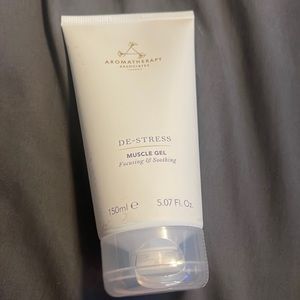 AROMATHERAPY
ASSOCIATES
DE-STRESS
MUSCLE GEL
Focusing & Soothing
150ml ℮ 5.07 Fl. Oz.